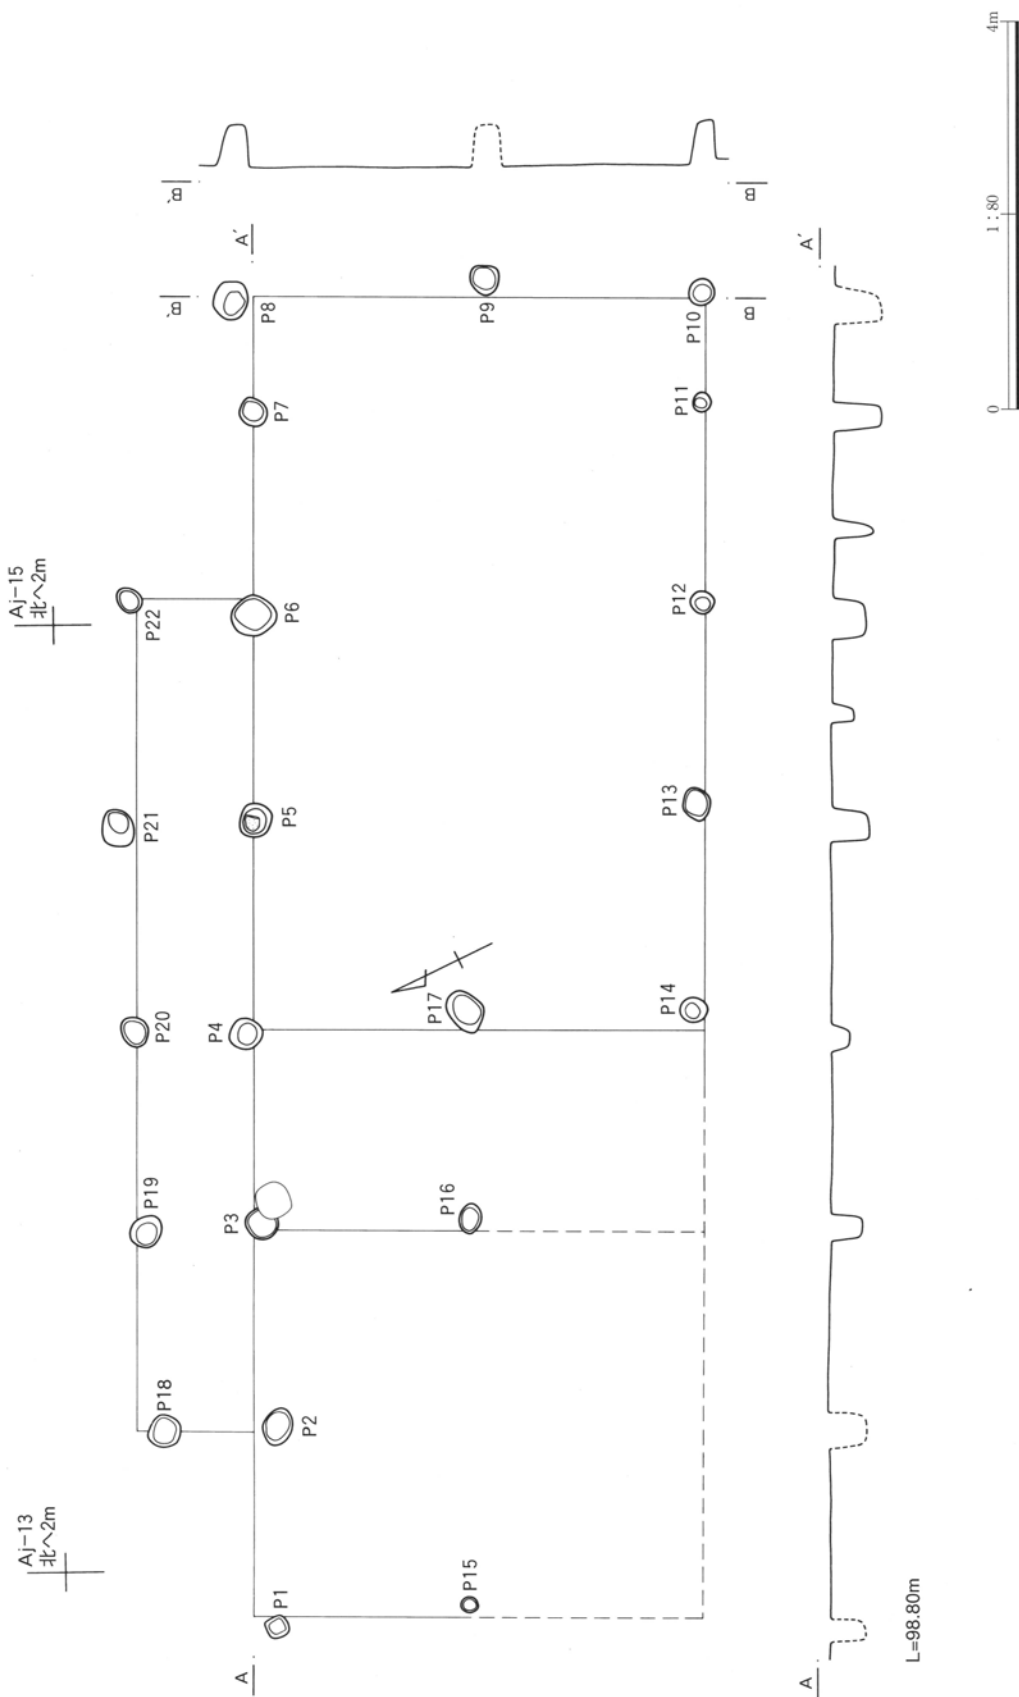 4m
1:80
0
B′
B
A′
B′
B
A′
P8
P9
P10
P7
P11
Aj-15
北へ2m
P22
P6
P12
P21
P5
P13
P20
P4
P17
P14
P19
P3
P16
P18
P2
Aj-13
北へ2m
P1
P15
A
A
L=98.80m